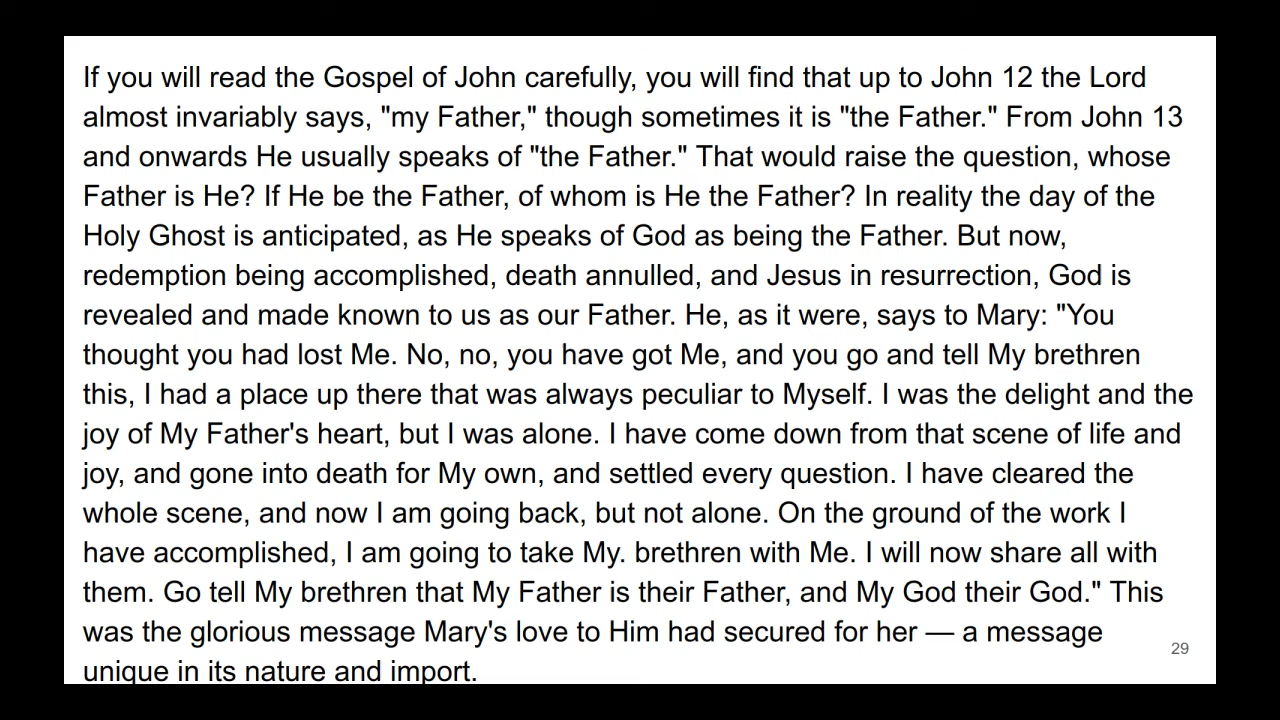 If you will read the Gospel of John carefully, you will find that up to John 12 the Lord
almost invariably says, "my Father," though sometimes it is "the Father." From John 13
and onwards He usually speaks of "the Father." That would raise the question, whose
Father is He? If He be the Father, of whom is He the Father? In reality the day of the
Holy Ghost is anticipated, as He speaks of God as being the Father. But now,
redemption being accomplished, death annulled, and Jesus in resurrection, God is
revealed and made known to us as our Father. He, as it were, says to Mary: "You
thought you had lost Me. No, no, you have got Me, and you go and tell My brethren
this, I had a place up there that was always peculiar to Myself. I was the delight and the
joy of My Father's heart, but I was alone. I have come down from that scene of life and
joy, and gone into death for My own, and settled every question. I have cleared the
whole scene, and now I am going back, but not alone. On the ground of the work I
have accomplished, I am going to take My. brethren with Me. I will now share all with
them. Go tell My brethren that My Father is their Father, and My God their God." This
was the glorious message Mary's love to Him had secured for her — a message
unique in its nature and import.
29